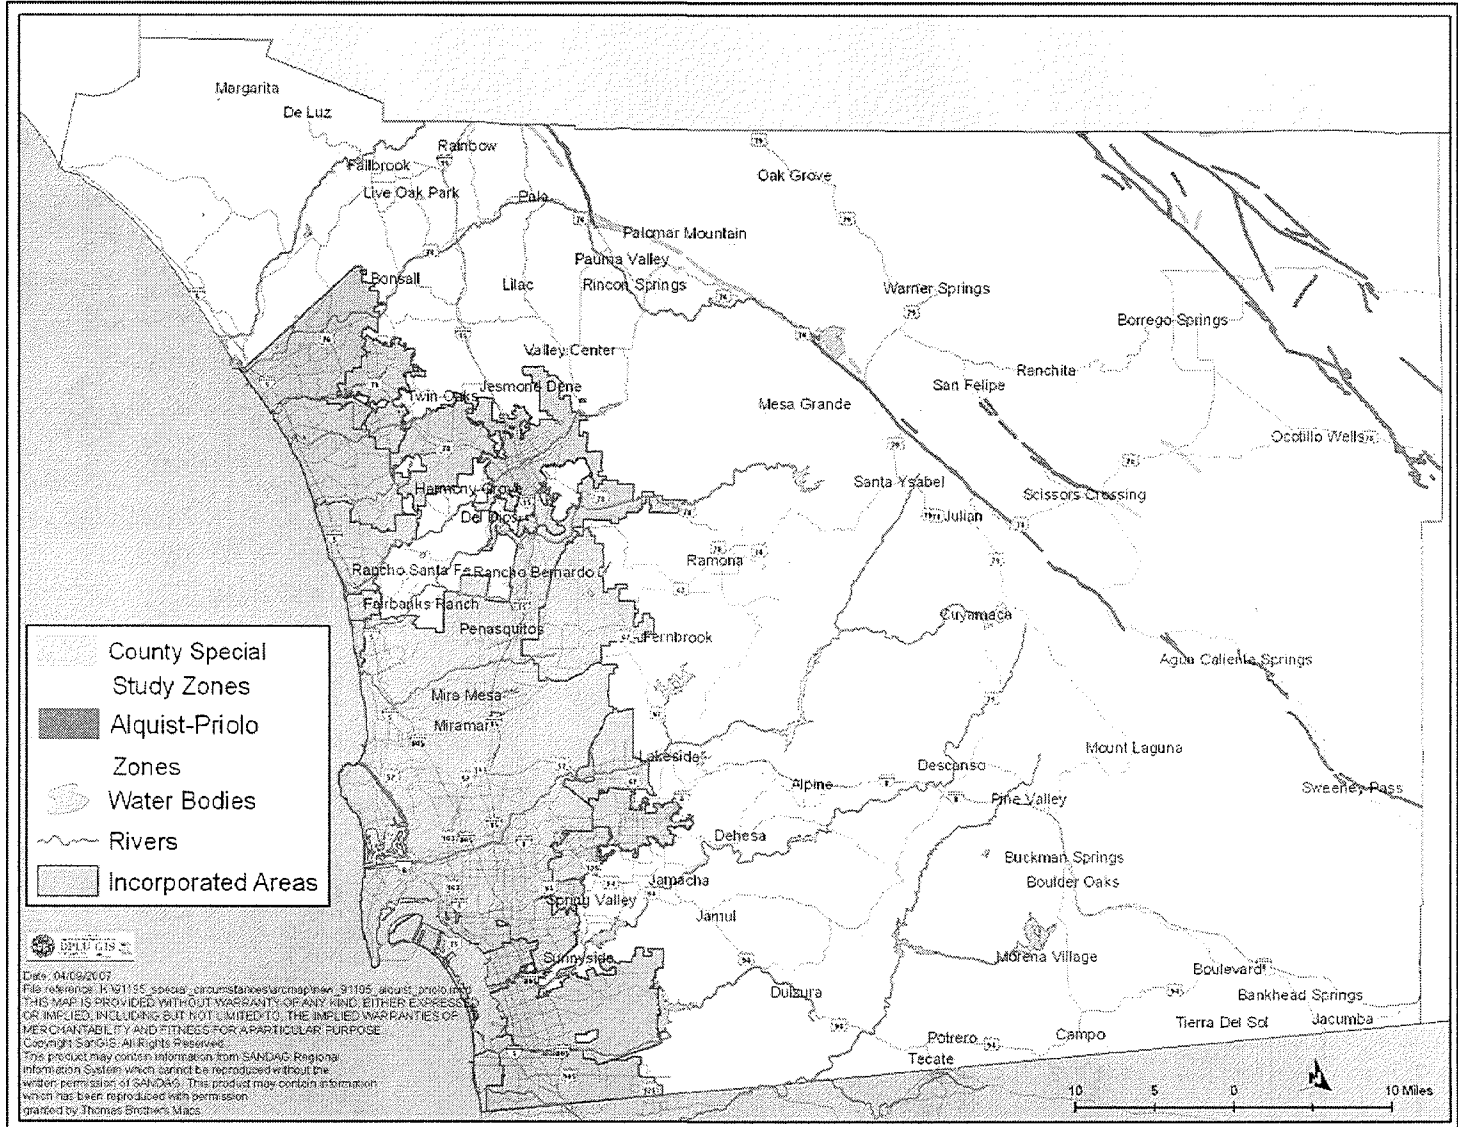 Margarita
De Luz
Rainbow
Fallbrook
Live Oak Park
Pala
Oak Grove
Palomar Mountain
Pauma Valley
Bonsall
Lilac
Rincon Springs
Warner Springs
Borrego Springs
Valley Center
Ranchita
San Felipe
Twin Oaks
Jesmond Dene
Mesa Grande
Ocotillo Wells
Harmony Grove
Santa Ysabel
Scissors Crossing
Del Dios
Julian
Ramona
Rancho Santa Fe
Rancho Bernardo
Fairbanks Ranch
Cuyamaca
Penasquitos
Fernbrook
Agua Caliente Springs
Mira Mesa
Miramar
Mount Laguna
Lakeside
Descanso
Alpine
Pine Valley
Sweeney Pass
Dehesa
Buckman Springs
Boulder Oaks
Jamacha
Spring Valley
Jamul
Sunnyside
Morena Village
Boulevard
Dulzura
Bankhead Springs
Tierra Del Sol
Jacumba
Potrero
Campo
Tecate
County Special
Study Zones
Alquist-Priolo
Zones
Water Bodies
Rivers
Incorporated Areas
DPLU GIS
Date: 04/09/2007
THIS MAP IS PROVIDED WITHOUT WARRANTY OF ANY KIND, EITHER EXPRESSED
OR IMPLIED, INCLUDING BUT NOT LIMITED TO, THE IMPLIED WARRANTIES OF
MERCHANTABILITY AND FITNESS FOR A PARTICULAR PURPOSE.
Copyright SanGIS. All Rights Reserved.
This product may contain information from SANDAG Regional
Information System which cannot be reproduced without the
written permission of SANDAG. This product may contain information
which has been reproduced with permission
granted by Thomas Brothers Maps.
N
10 5 0 10 Miles